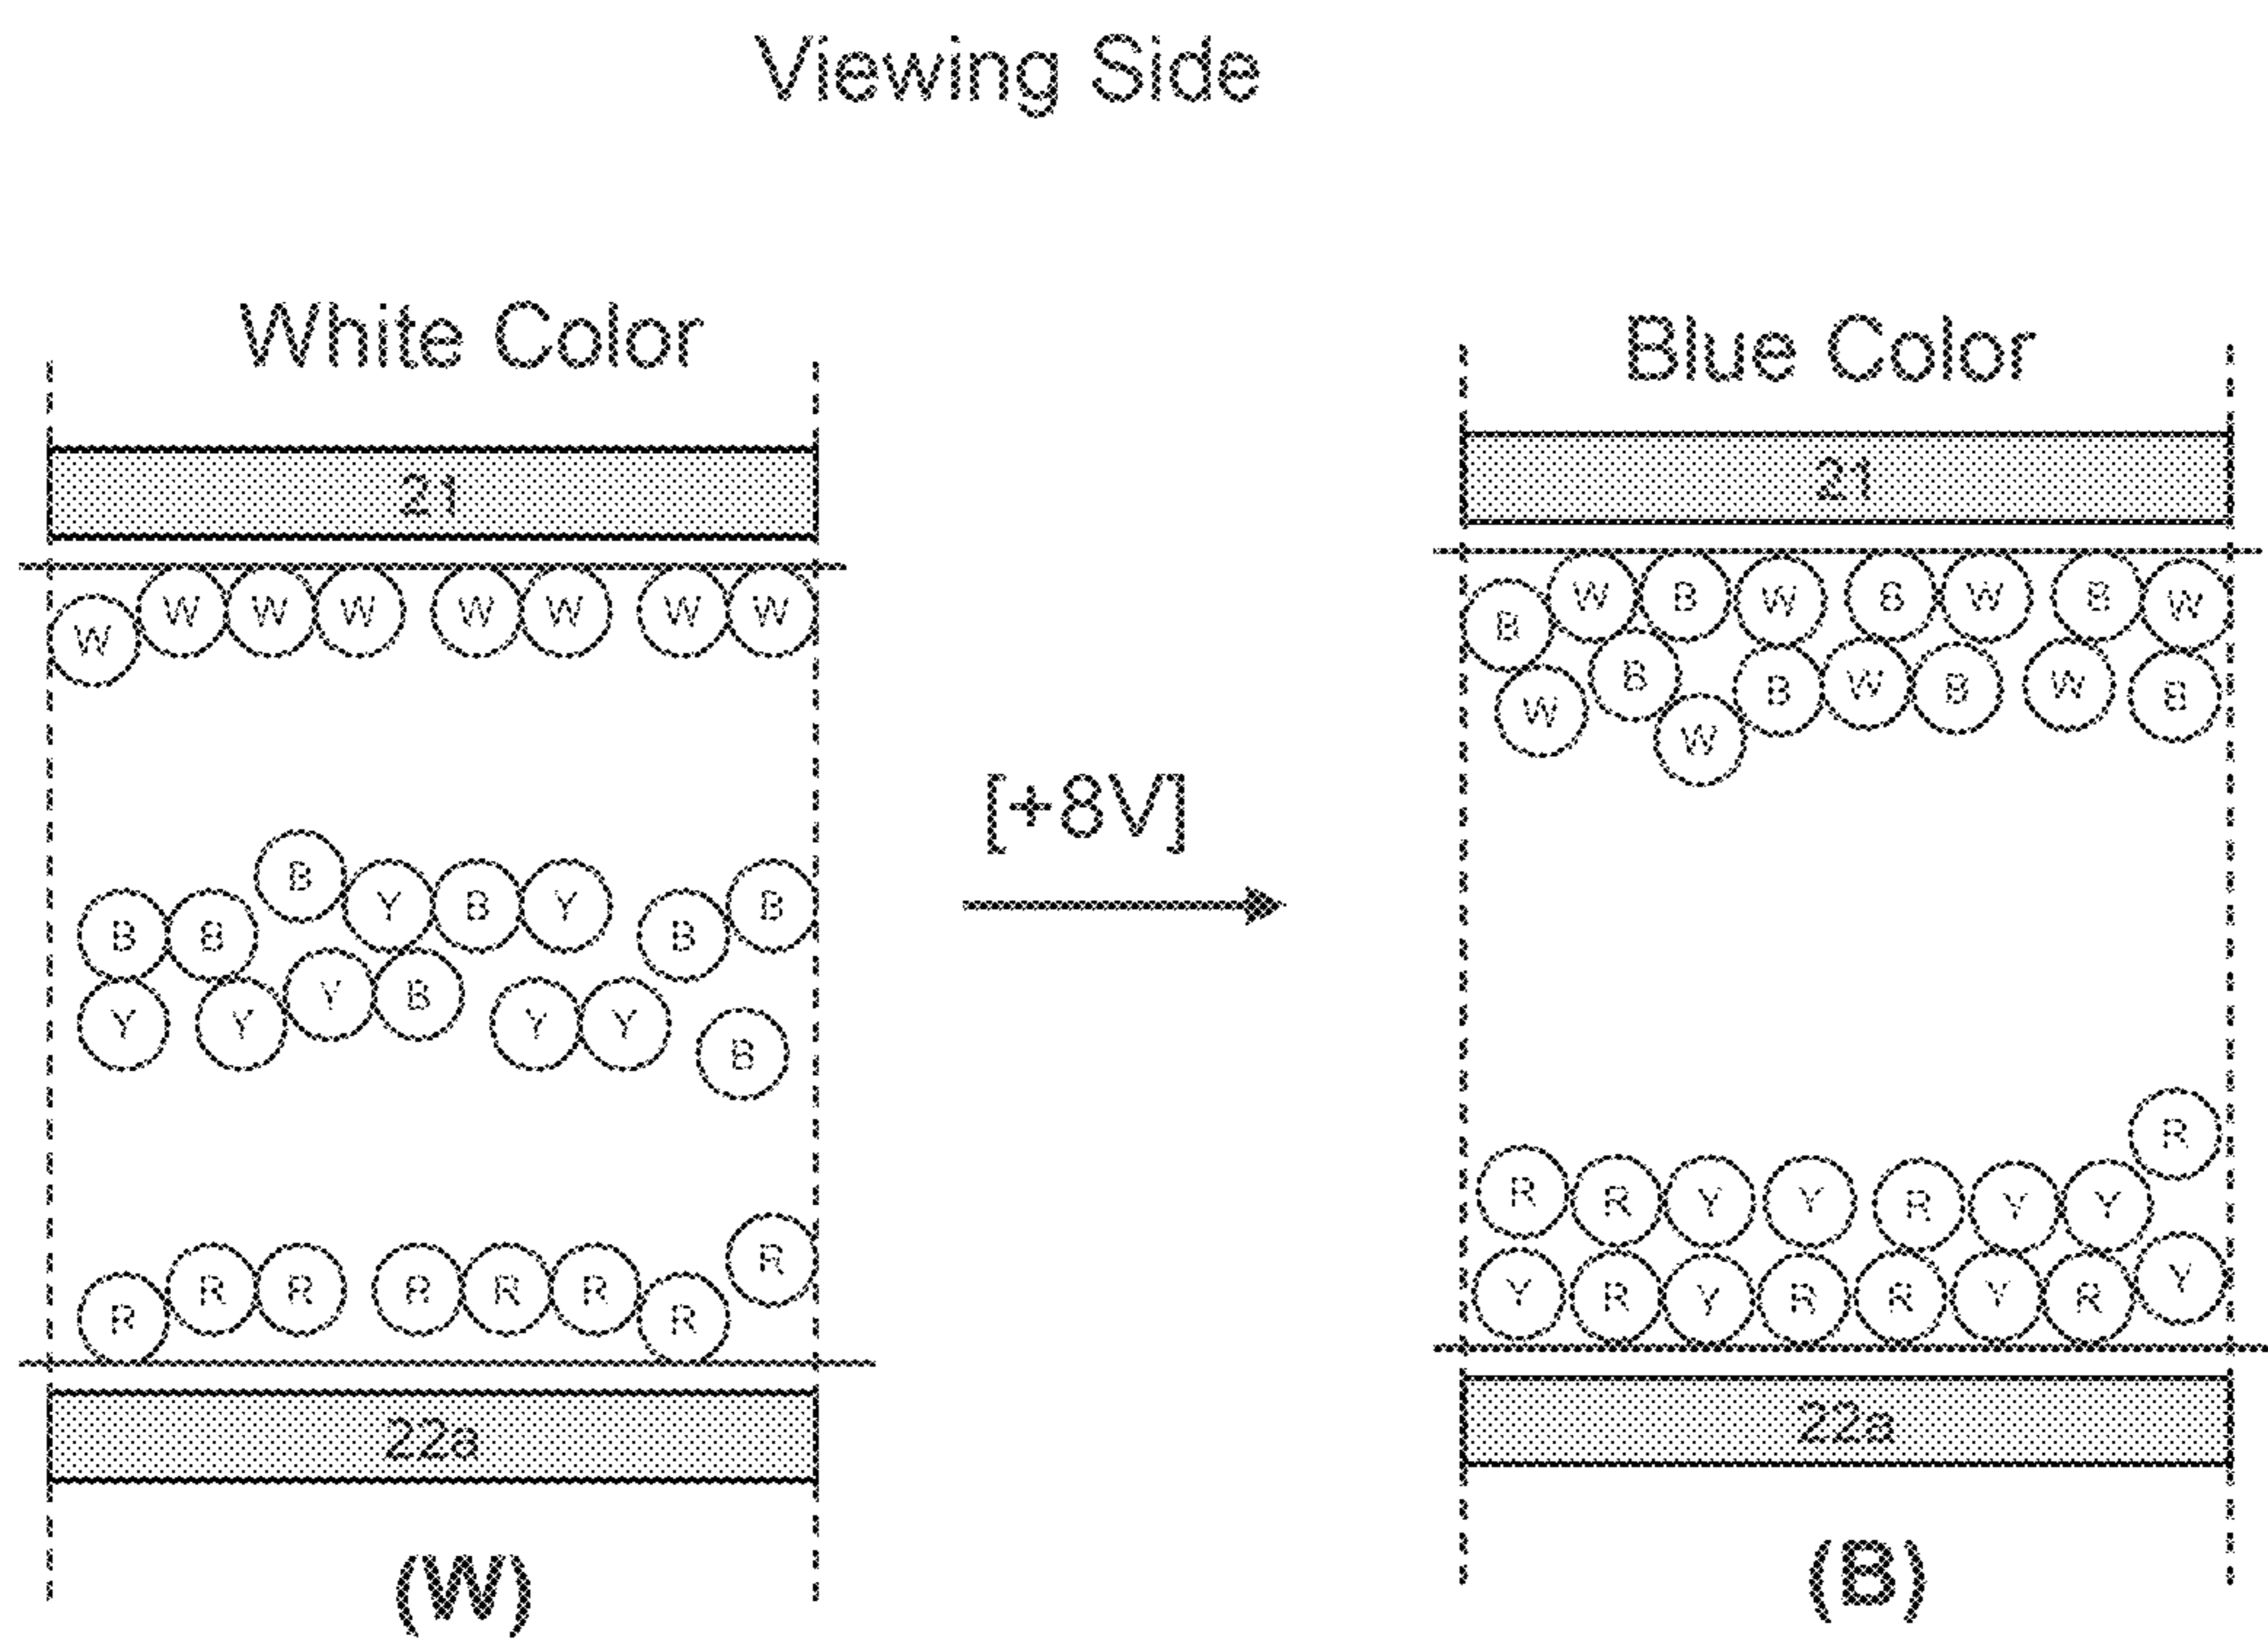 Viewing Side
White Color
21
W W W W W W W W
B B B Y B Y B B
Y Y Y B Y Y B
R R R R R R R R
22a
(W)
[+8V]
Blue Color
21
B W B W B W B W
W B W B W B W B
R R Y Y R Y Y R
Y R Y R R Y R Y
22a
(B)